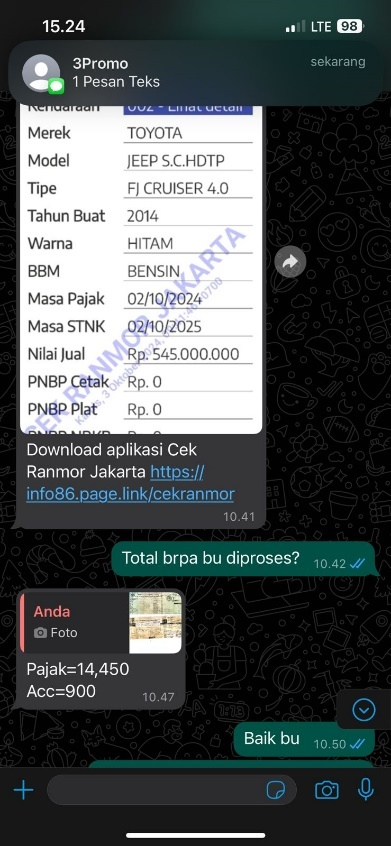 15.24
LTE 98
3Promo
sekarang
1 Pesan Teks
Kendaraan 002 - Lihat detail
Merek TOYOTA
Model JEEP S.C.HDTP
Tipe FJ CRUISER 4.0
Tahun Buat 2014
Warna HITAM
BBM BENSIN
Masa Pajak 02/10/2024
Masa STNK 02/10/2025
Nilai Jual Rp. 545.000.000
PNBP Cetak Rp. 0
PNBP Plat Rp. 0
CEK RANMOR JAKARTA
Download aplikasi Cek
Ranmor Jakarta https://
info86.page.link/cekranmor
10.41
Total brpa bu diproses? 10.42
Anda
Foto
Pajak=14,450
Acc=900
10.47
Baik bu 10.50